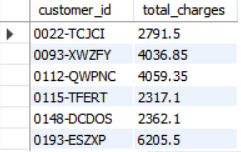 customer_id total_charges
0022-TCJCI 2791.5
0093-XWZFY 4036.85
0112-QWPNC 4059.35
0115-TFERT 2317.1
0148-DCDOS 2362.1
0193-ESZXP 6205.5